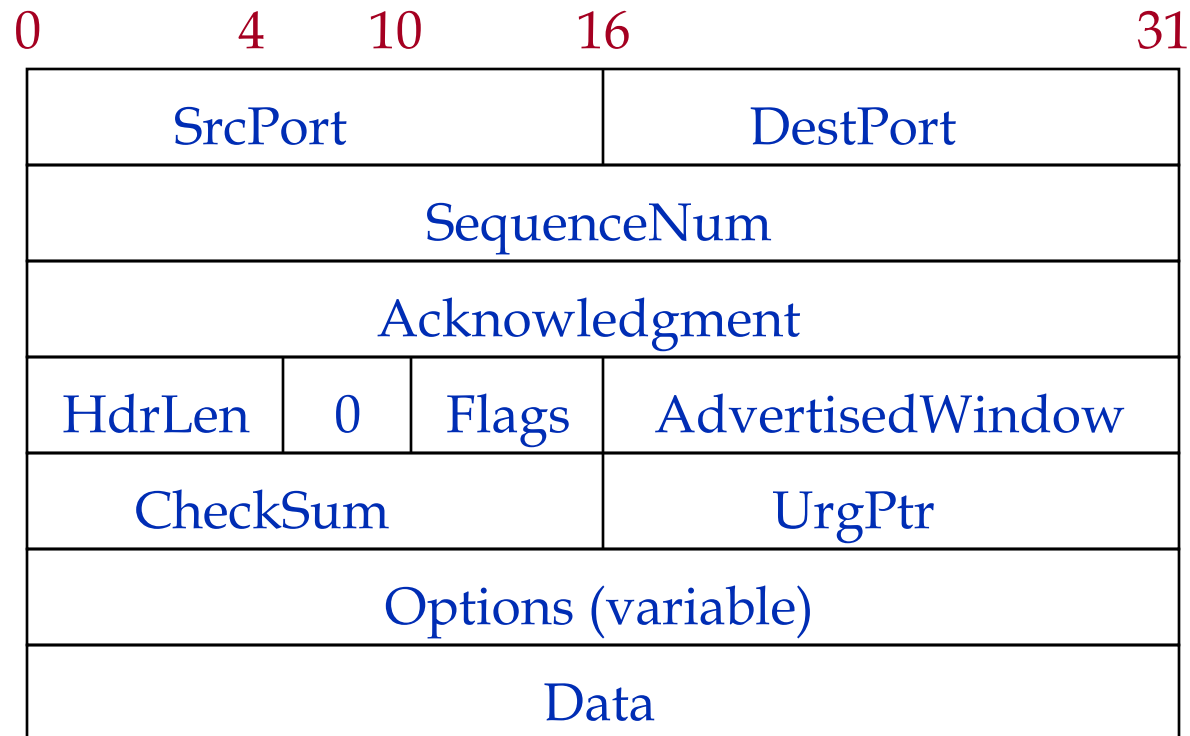 0 4 10 16 31
SrcPort DestPort
SequenceNum
Acknowledgment
HdrLen 0 Flags AdvertisedWindow
CheckSum UrgPtr
Options (variable)
Data